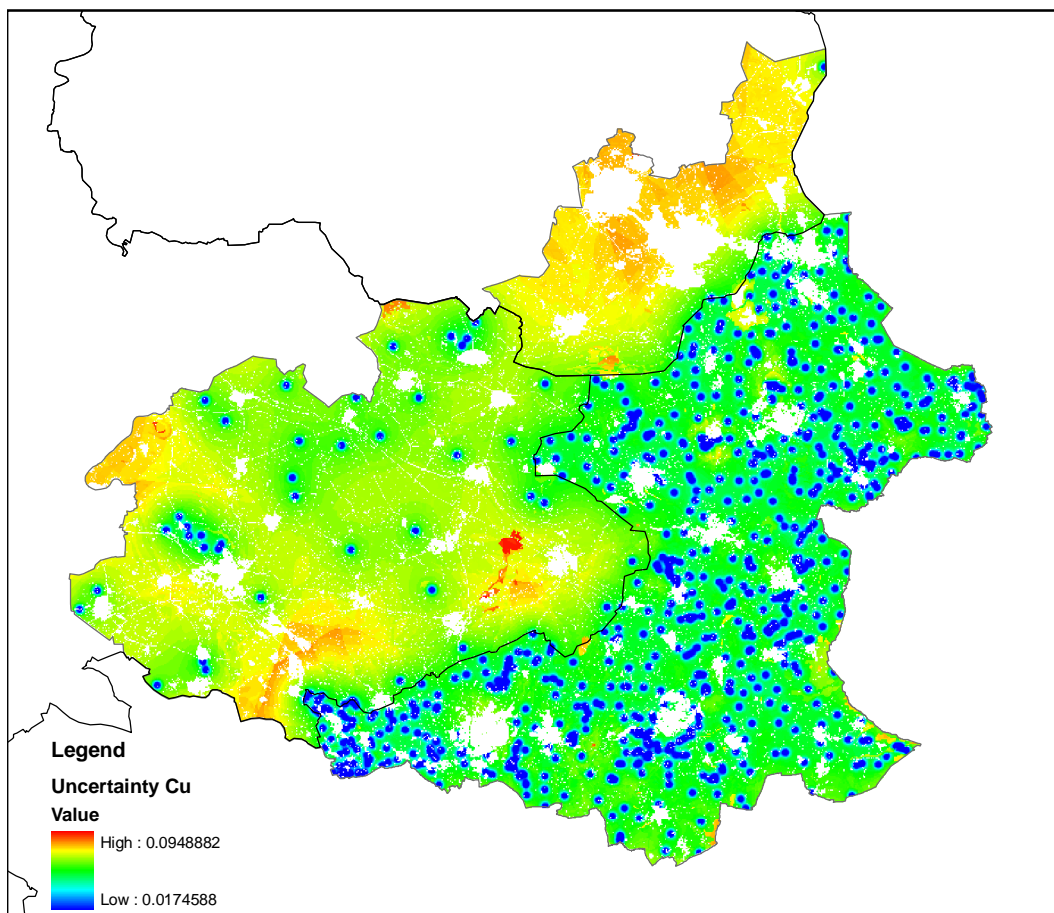 Legend
Uncertainty Cu
Value
High : 0.0948882
Low : 0.0174588